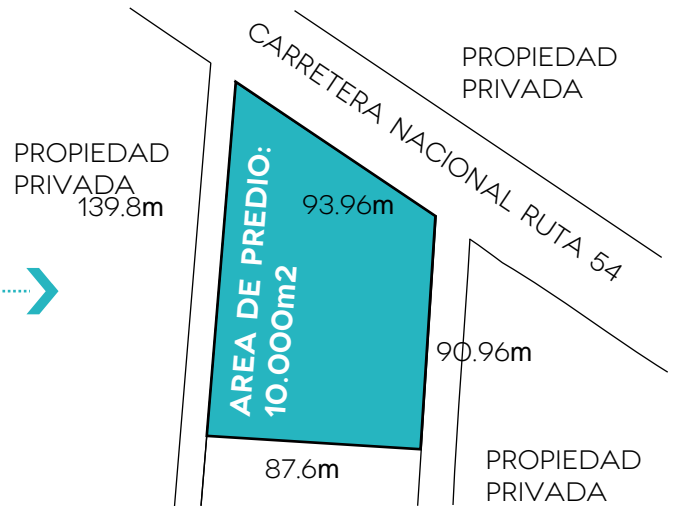 CARRETERA NACIONAL RUTA 54
PROPIEDAD
PRIVADA
PROPIEDAD
PRIVADA
139.8m
93.96m
AREA DE PREDIO:
10.000m2
90.96m
87.6m
PROPIEDAD
PRIVADA